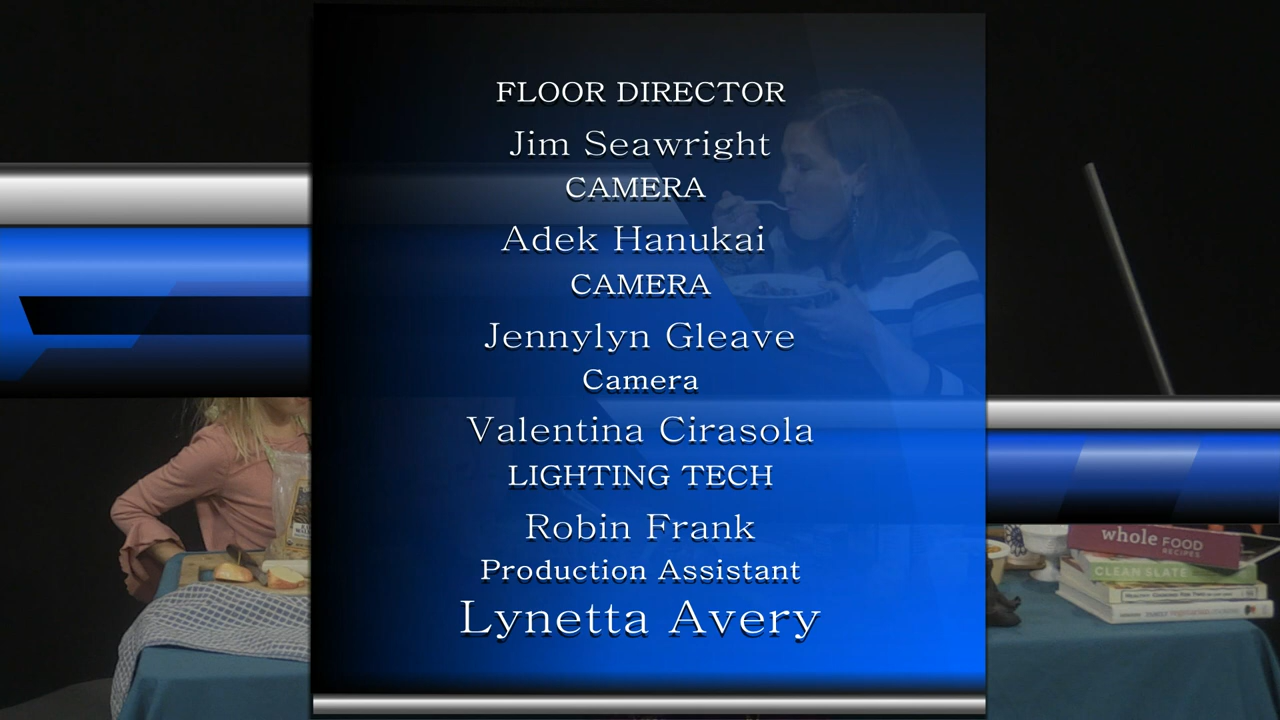 FLOOR DIRECTOR
Jim Seawright
CAMERA
Adek Hanukai
CAMERA
Jennylyn Gleave
Camera
Valentina Cirasola
LIGHTING TECH
Robin Frank
Production Assistant
Lynetta Avery
whole FOOD
RECIPES
CLEAN SLATE